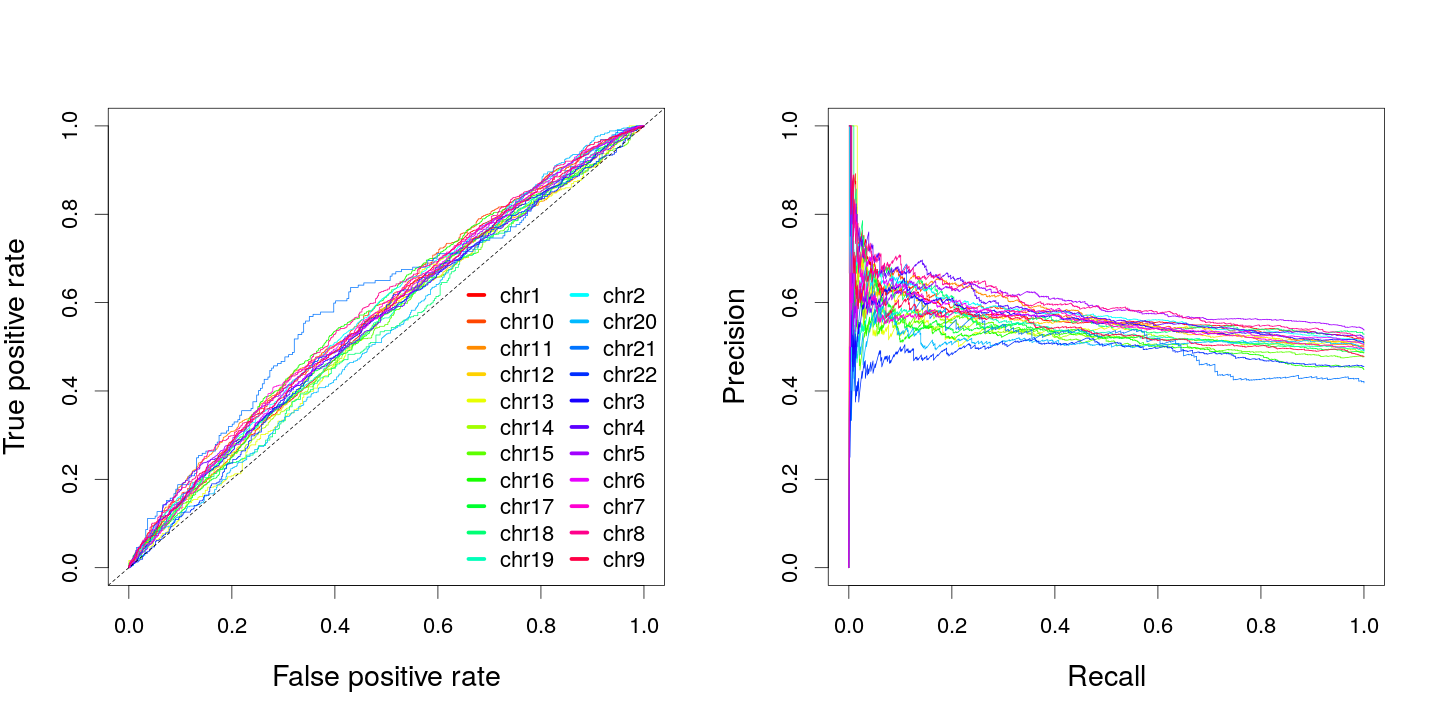 True positive rate
0.0 0.2 0.4 0.6 0.8 1.0
chr1 chr2
chr10 chr20
chr11 chr21
chr12 chr22
chr13 chr3
chr14 chr4
chr15 chr5
chr16 chr6
chr17 chr7
chr18 chr8
chr19 chr9
0.0 0.2 0.4 0.6 0.8 1.0
False positive rate
Precision
0.0 0.2 0.4 0.6 0.8 1.0
0.0 0.2 0.4 0.6 0.8 1.0
Recall